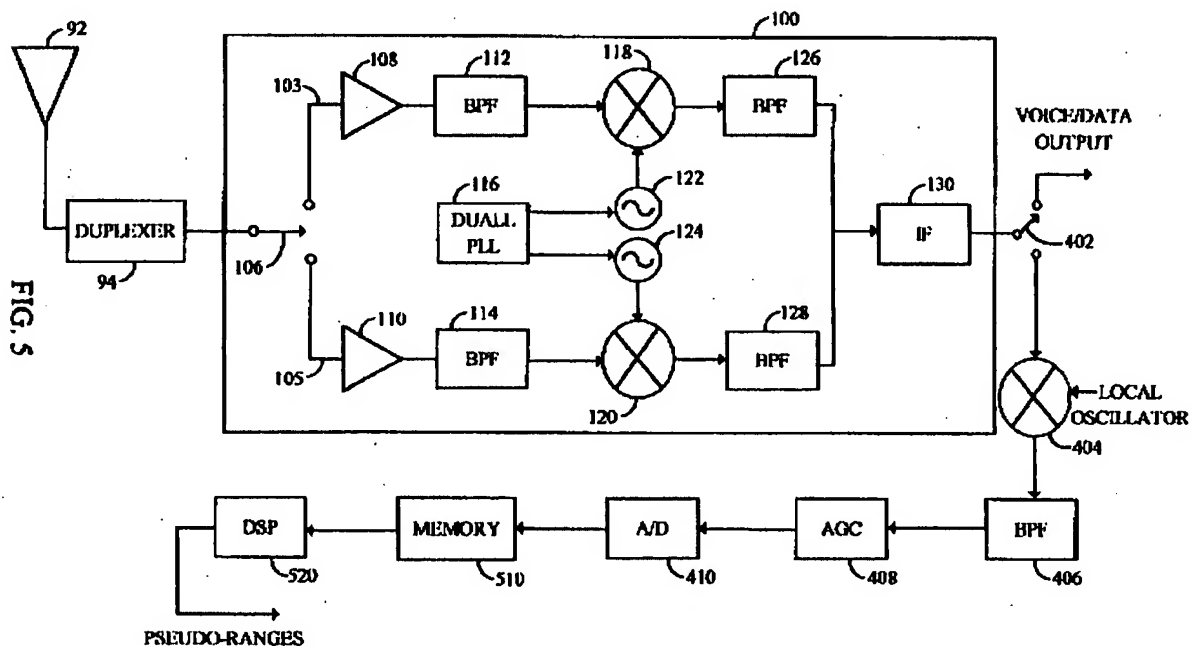 92
100
108
112
118
126
103
BPF
BPF
VOICE/DATA
OUTPUT
116
122
130
DUPLEXER
DUALL
PLL
124
IF
106
402
94
FIG. 5
110
114
128
BPF
BPF
105
120
LOCAL
OSCILLATOR
404
DSP
MEMORY
A/D
AGC
BPF
520
510
410
408
406
PSEUDO-RANGES